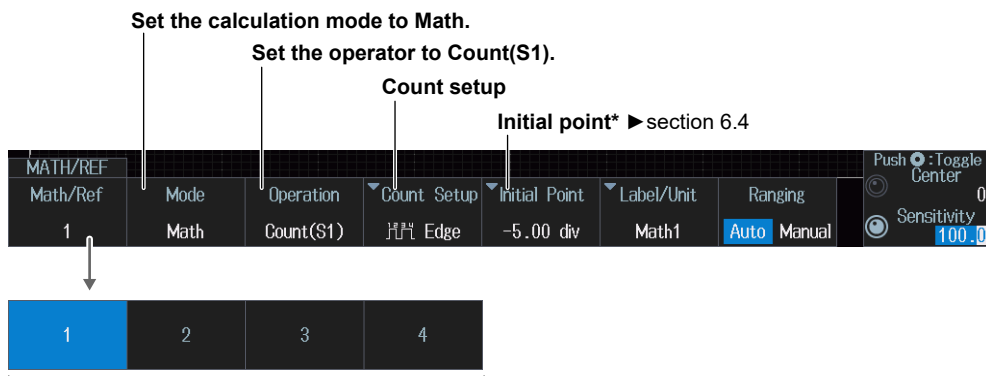 Set the calculation mode to Math.
Set the operator to Count(S1).
Count setup
Initial point* ►section 6.4
MATH/REF
Push :Toggle
Math/Ref Mode Operation Count Setup Initial Point Label/Unit Ranging Center
0
1 Math Count(S1) Edge -5.00 div Math1 Auto Manual Sensitivity
100.0
1 2 3 4